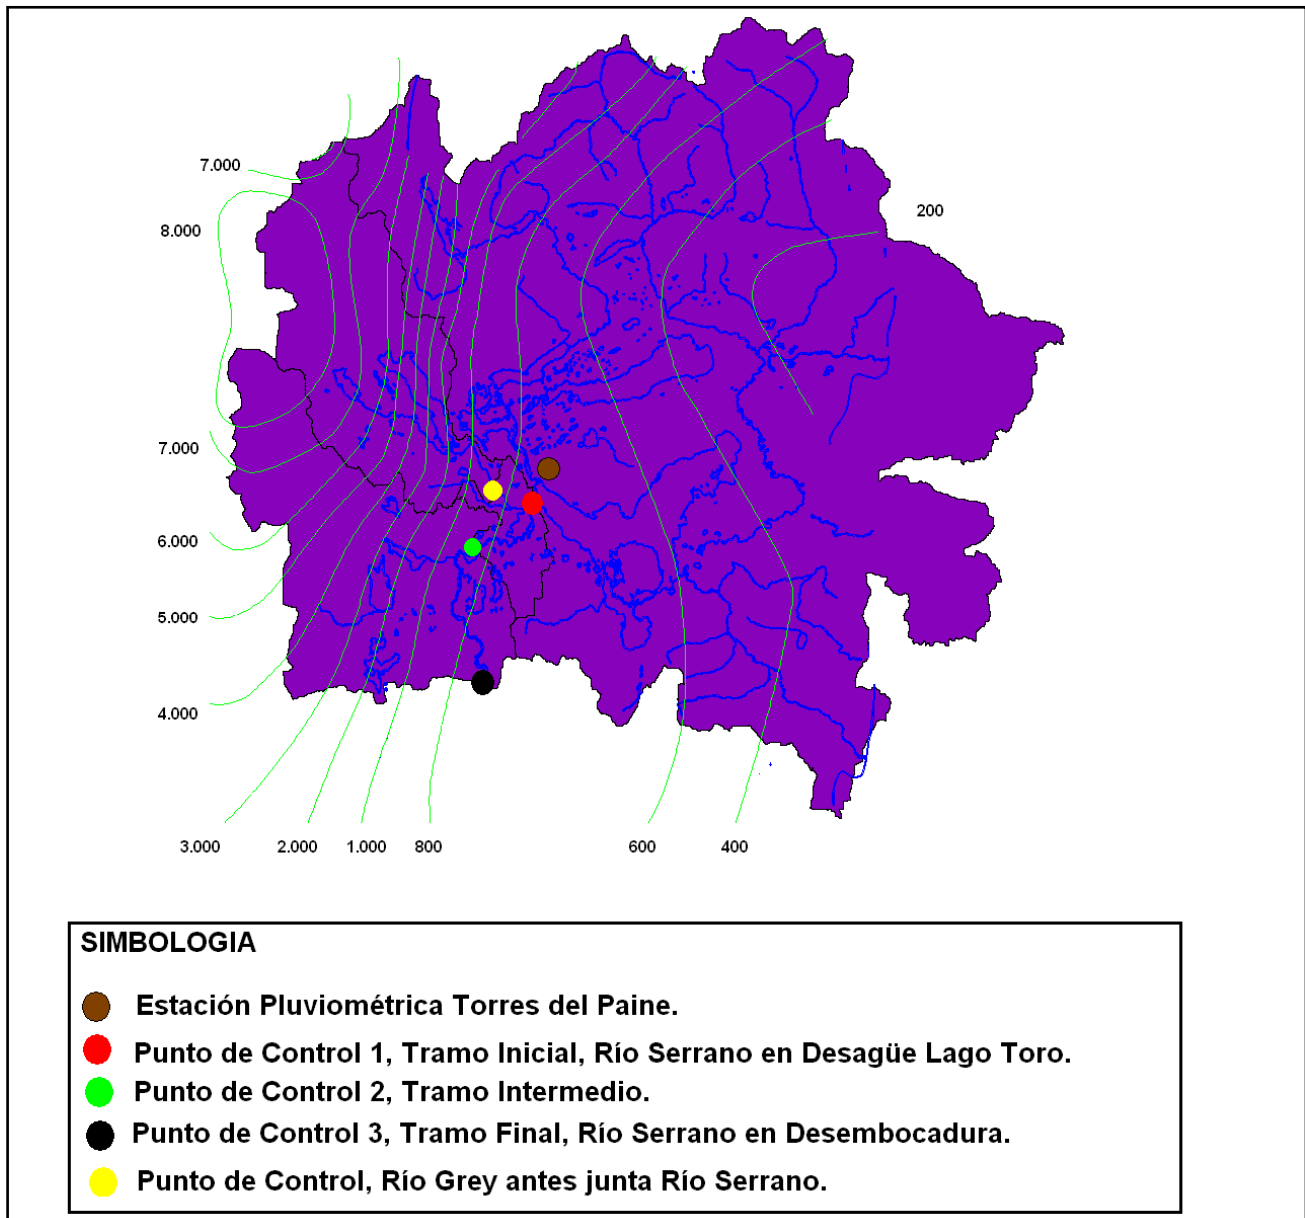 7.000
200
8.000
7.000
6.000
5.000
4.000
3.000 2.000 1.000 800 600 400
SIMBOLOGIA
Estación Pluviométrica Torres del Paine.
Punto de Control 1, Tramo Inicial, Río Serrano en Desagüe Lago Toro.
Punto de Control 2, Tramo Intermedio.
Punto de Control 3, Tramo Final, Río Serrano en Desembocadura.
Punto de Control, Río Grey antes junta Río Serrano.